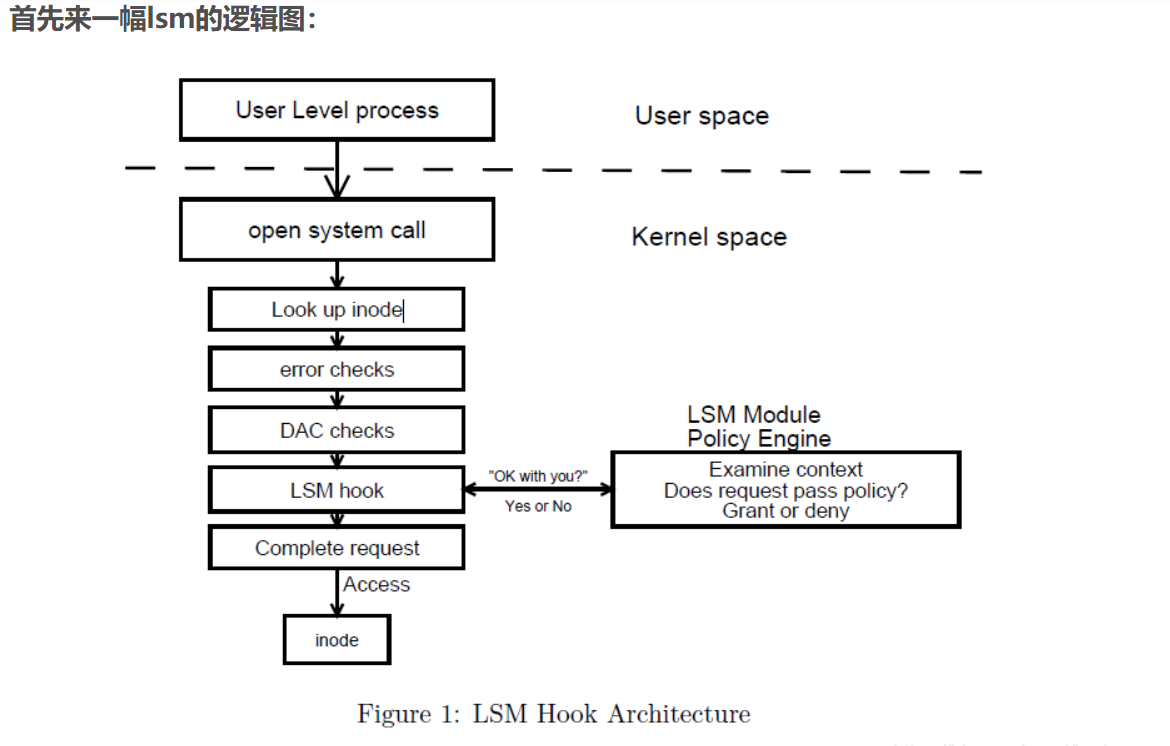 首先来一幅lsm的逻辑图：
User Level process
User space
open system call
Kernel space
Look up inode
error checks
DAC checks
LSM Module
Policy Engine
LSM hook
"OK with you?"
Yes or No
Examine context
Does request pass policy?
Grant or deny
Complete request
Access
inode
Figure 1: LSM Hook Architecture